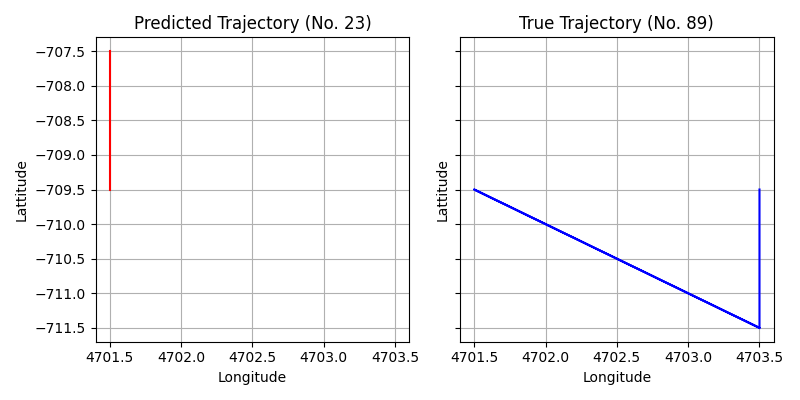 Predicted Trajectory (No. 23)
True Trajectory (No. 89)
−707.5
−708.0
−708.5
−709.0
−709.5
−710.0
−710.5
−711.0
−711.5
Lattitude
Lattitude
4701.5 4702.0 4702.5 4703.0 4703.5
4701.5 4702.0 4702.5 4703.0 4703.5
Longitude
Longitude